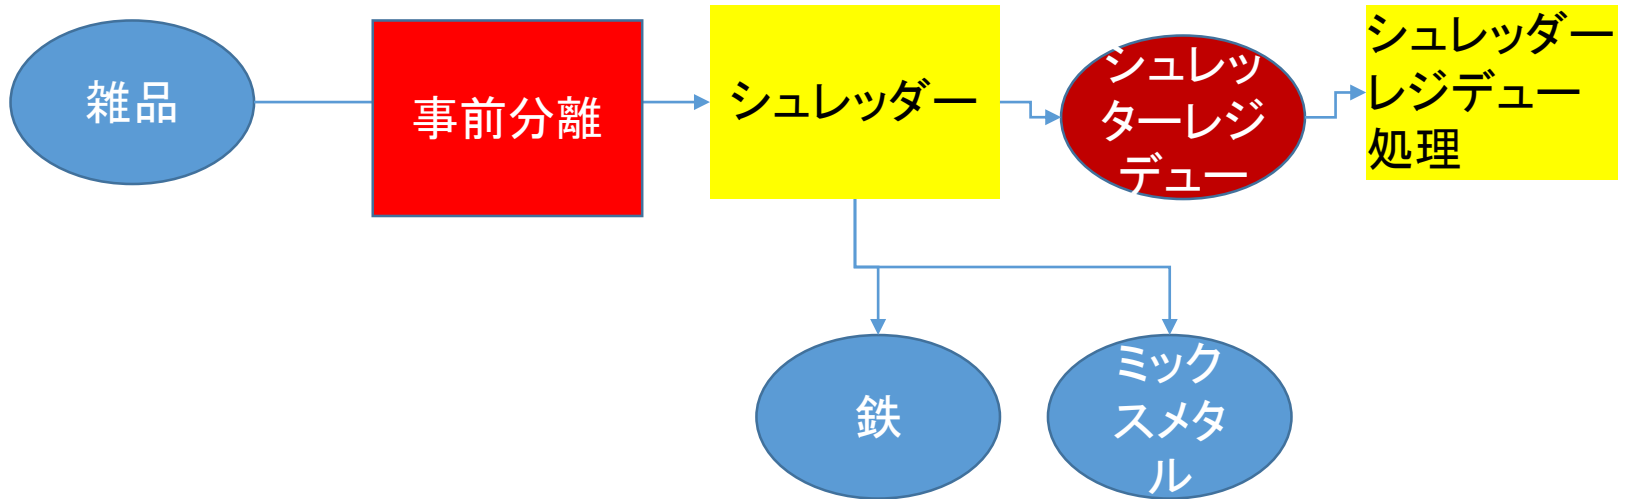 雑品
事前分離
シュレッダー
シュレッ
ターレジ
デュー
シュレッダー
レジデュー
処理
鉄
ミック
スメタ
ル